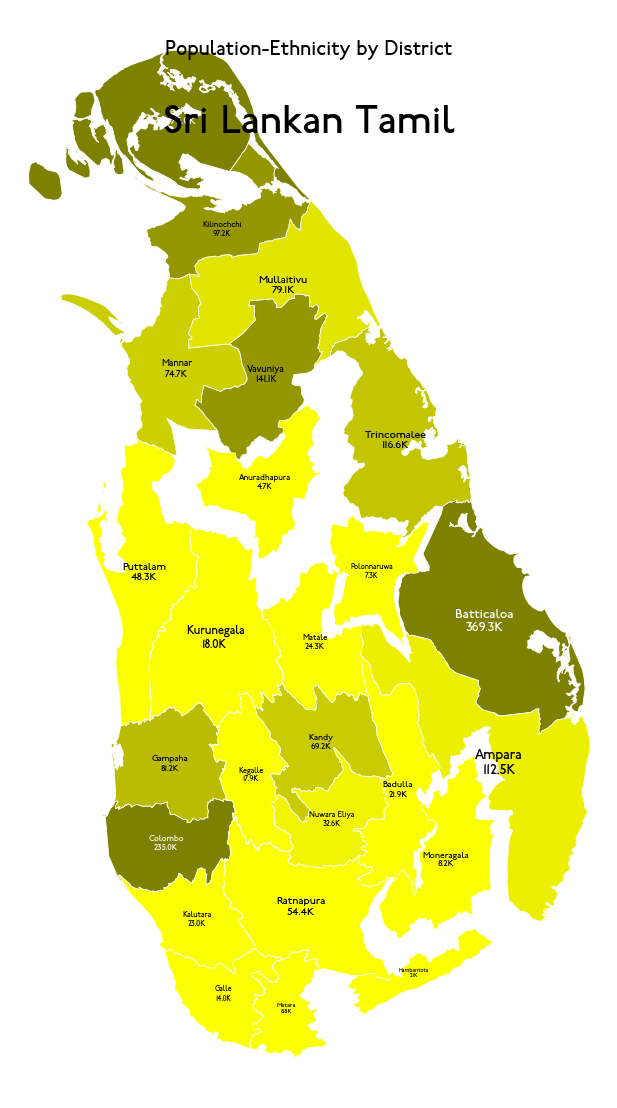 Population-Ethnicity by District
Sri Lankan Tamil
Kilinochchi
97.2K
Mullaitivu
79.1K
Mannar
74.7K
Vavuniya
141.1K
Trincomalee
116.6K
Anuradhapura
4.7K
Puttalam
48.3K
Polonnaruwa
7.3K
Batticaloa
369.3K
Kurunegala
18.0K
Matale
24.3K
Kandy
69.2K
Gampaha
81.2K
Kegalle
17.9K
Ampara
112.5K
Badulla
21.9K
Nuwara Eliya
32.6K
Colombo
235.0K
Moneragala
8.2K
Ratnapura
54.4K
Kalutara
23.0K
Hambantota
Galle
14.0K
Matara